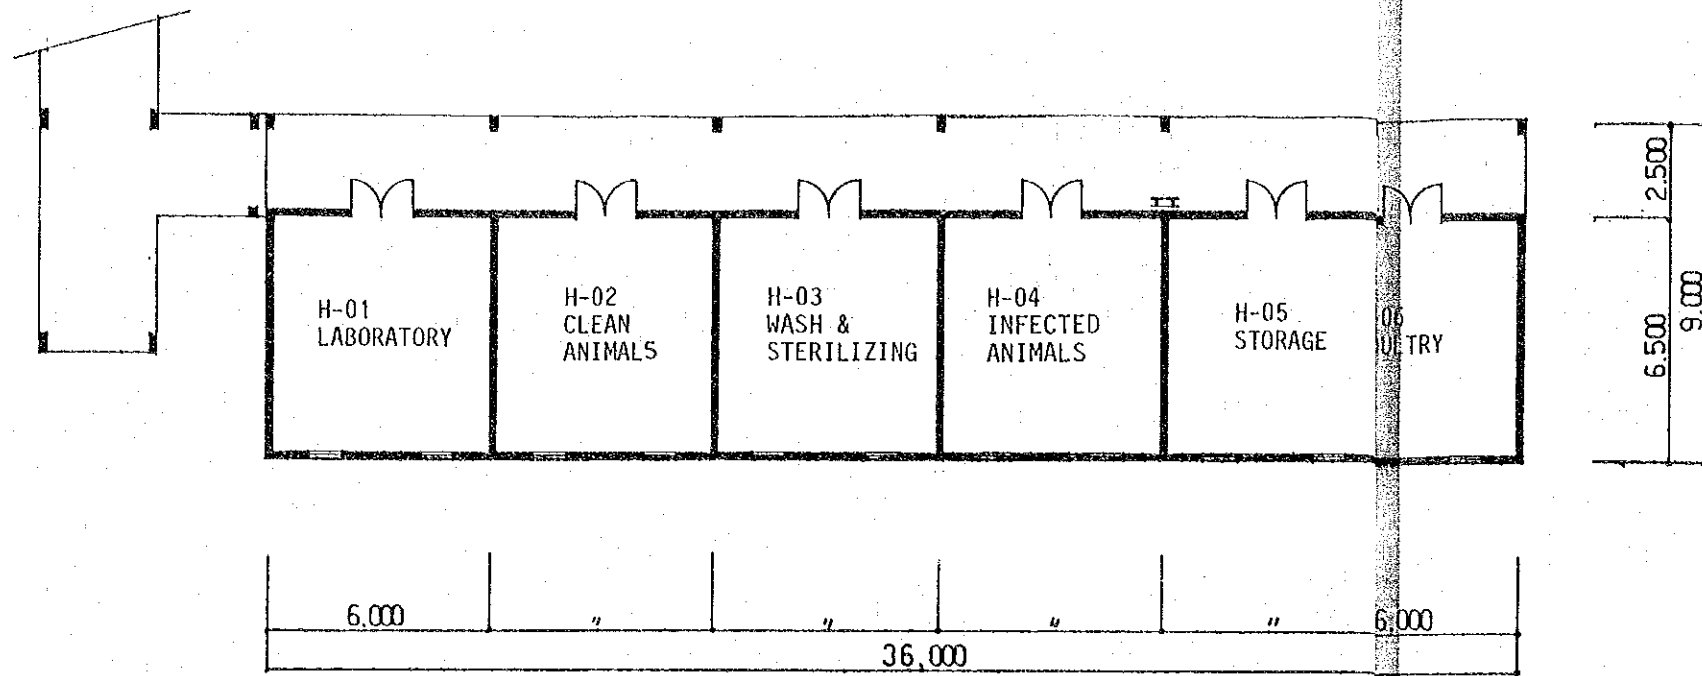 H-01
LABORATORY
H-02
CLEAN
ANIMALS
H-03
WASH &
STERILIZING
H-04
INFECTED
ANIMALS
H-05
STORAGE
06
TRY
2.500
6.500
9.000
6,000
"
"
"
"
6,000
36,000